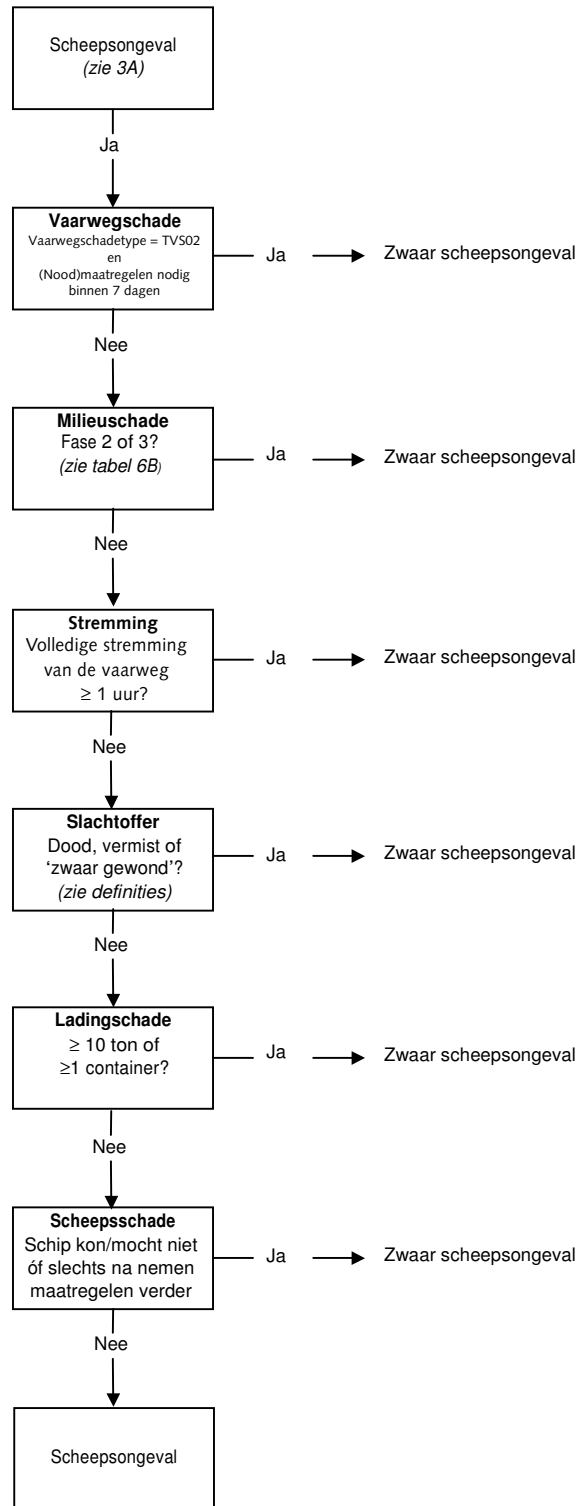 Scheepsongeval
(zie 3A)
Ja
Vaarwegschade
Vaarwegschadetype = TVS02
en
(Nood)maatregelen nodig
binnen 7 dagen
Ja
Zwaar scheepsongeval
Nee
Milieuschade
Fase 2 of 3?
(zie tabel 6B)
Ja
Zwaar scheepsongeval
Nee
Stremming
Volledige stremming
van de vaarweg
≥ 1 uur?
Ja
Zwaar scheepsongeval
Nee
Slachtoffer
Dood, vermist of
‘zwaar gewond’?
(zie definities)
Ja
Zwaar scheepsongeval
Nee
Ladingschade
≥ 10 ton of
≥1 container?
Ja
Zwaar scheepsongeval
Nee
Scheepsschade
Schip kon/mocht niet
óf slechts na nemen
maatregelen verder
Ja
Zwaar scheepsongeval
Nee
Scheepsongeval